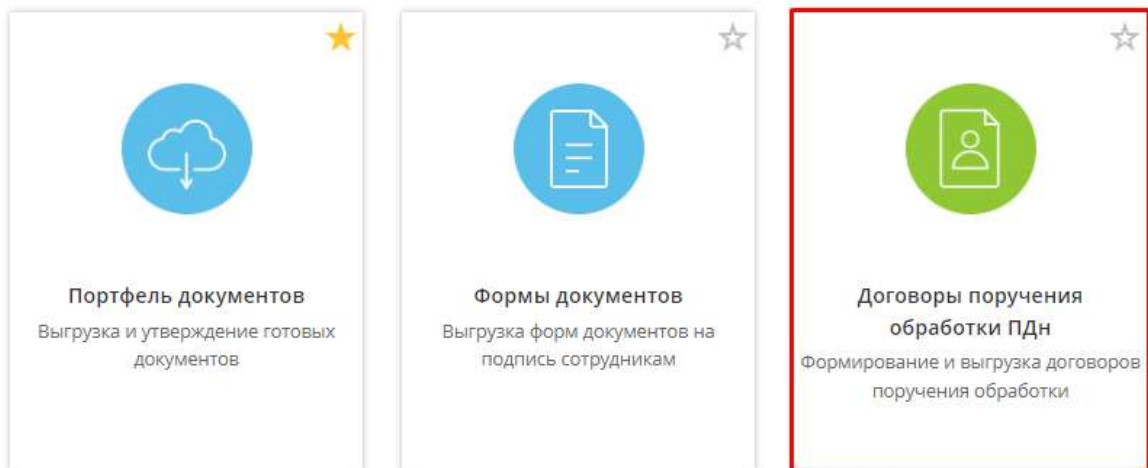 Портфель документов
Выгрузка и утверждение готовых
документов
Формы документов
Выгрузка форм документов на
подпись сотрудникам
Договоры поручения
обработки ПДн
Формирование и выгрузка договоров
поручения обработки